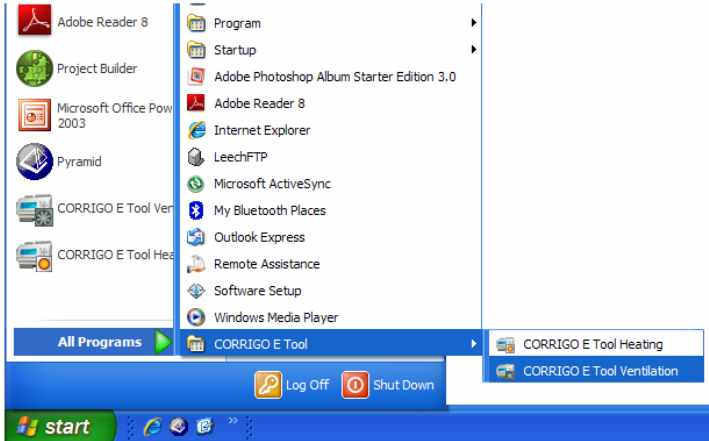 Adobe Reader 8
Project Builder
Microsoft Office Pow
2003
Pyramid
CORRIGO E Tool Ven
CORRIGO E Tool Hea
All Programs
Program
Startup
Adobe Photoshop Album Starter Edition 3.0
Adobe Reader 8
Internet Explorer
LeechFTP
Microsoft ActiveSync
My Bluetooth Places
Outlook Express
Remote Assistance
Software Setup
Windows Media Player
CORRIGO E Tool
CORRIGO E Tool Heating
CORRIGO E Tool Ventilation
Log Off
Shut Down
start